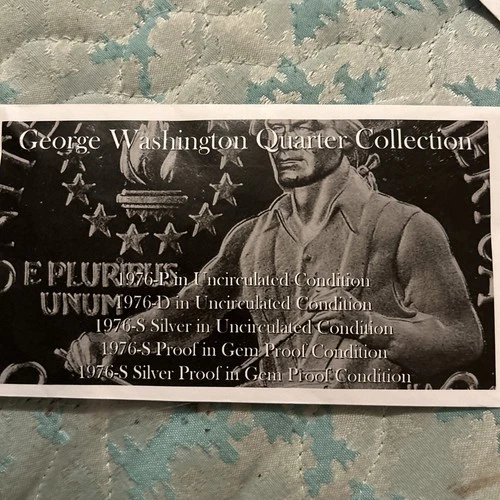 George Washington Quarter Collection
E PLURIBUS
UNUM
1976-P in Uncirculated Condition
1976-D in Uncirculated Condition
1976-S Silver in Uncirculated Condition
1976-S Proof in Gem Proof Condition
1976-S Silver Proof in Gem Proof Condition